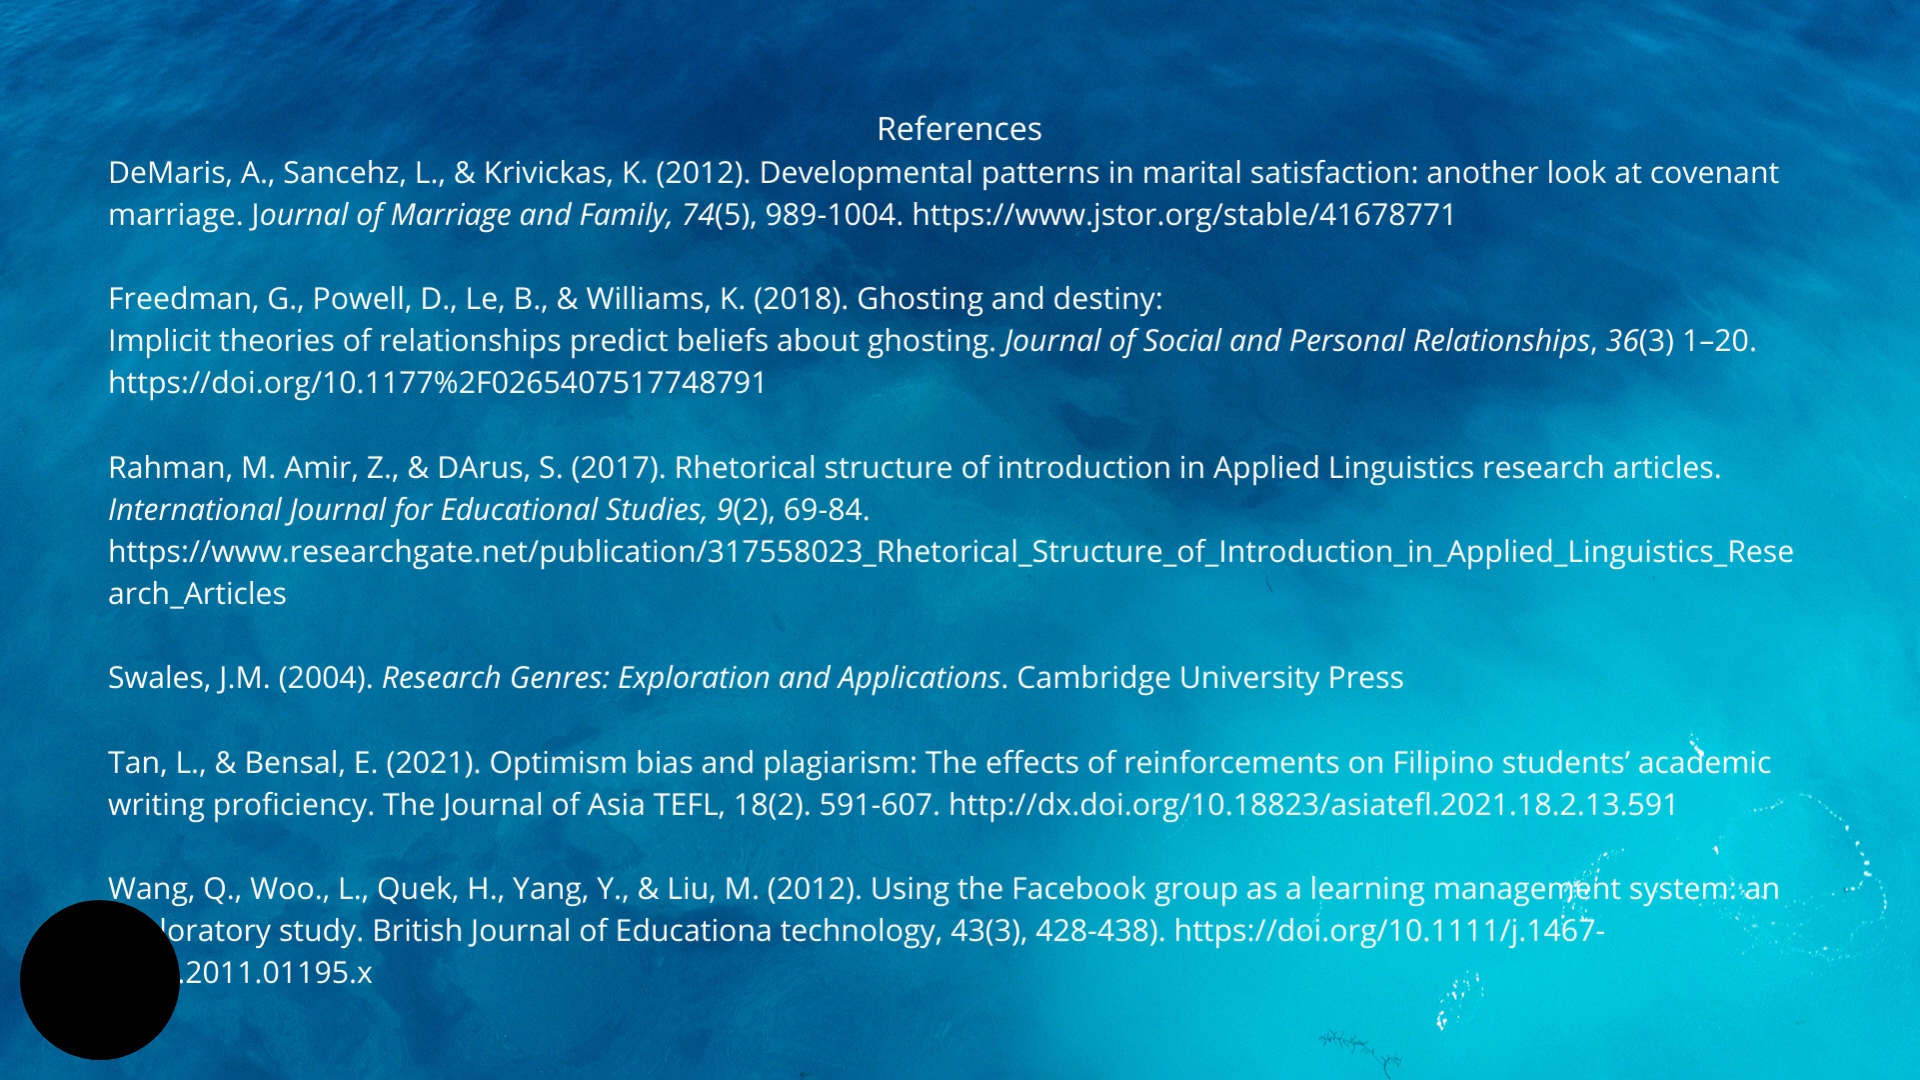 References
DeMaris, A., Sancehz, L., & Krivickas, K. (2012). Developmental patterns in marital satisfaction: another look at covenant
marriage. Journal of Marriage and Family, 74(5), 989-1004. https://www.jstor.org/stable/41678771
Freedman, G., Powell, D., Le, B., & Williams, K. (2018). Ghosting and destiny:
Implicit theories of relationships predict beliefs about ghosting. Journal of Social and Personal Relationships, 36(3) 1–20.
https://doi.org/10.1177%2F0265407517748791
Rahman, M. Amir, Z., & DArus, S. (2017). Rhetorical structure of introduction in Applied Linguistics research articles.
International Journal for Educational Studies, 9(2), 69-84.
https://www.researchgate.net/publication/317558023_Rhetorical_Structure_of_Introduction_in_Applied_Linguistics_Rese
arch_Articles
Swales, J.M. (2004). Research Genres: Exploration and Applications. Cambridge University Press
Tan, L., & Bensal, E. (2021). Optimism bias and plagiarism: The effects of reinforcements on Filipino students’ academic
writing proficiency. The Journal of Asia TEFL, 18(2). 591-607. http://dx.doi.org/10.18823/asiatefl.2021.18.2.13.591
Wang, Q., Woo., L., Quek, H., Yang, Y., & Liu, M. (2012). Using the Facebook group as a learning management system: an
loratory study. British Journal of Educationa technology, 43(3), 428-438). https://doi.org/10.1111/j.1467-
.2011.01195.x